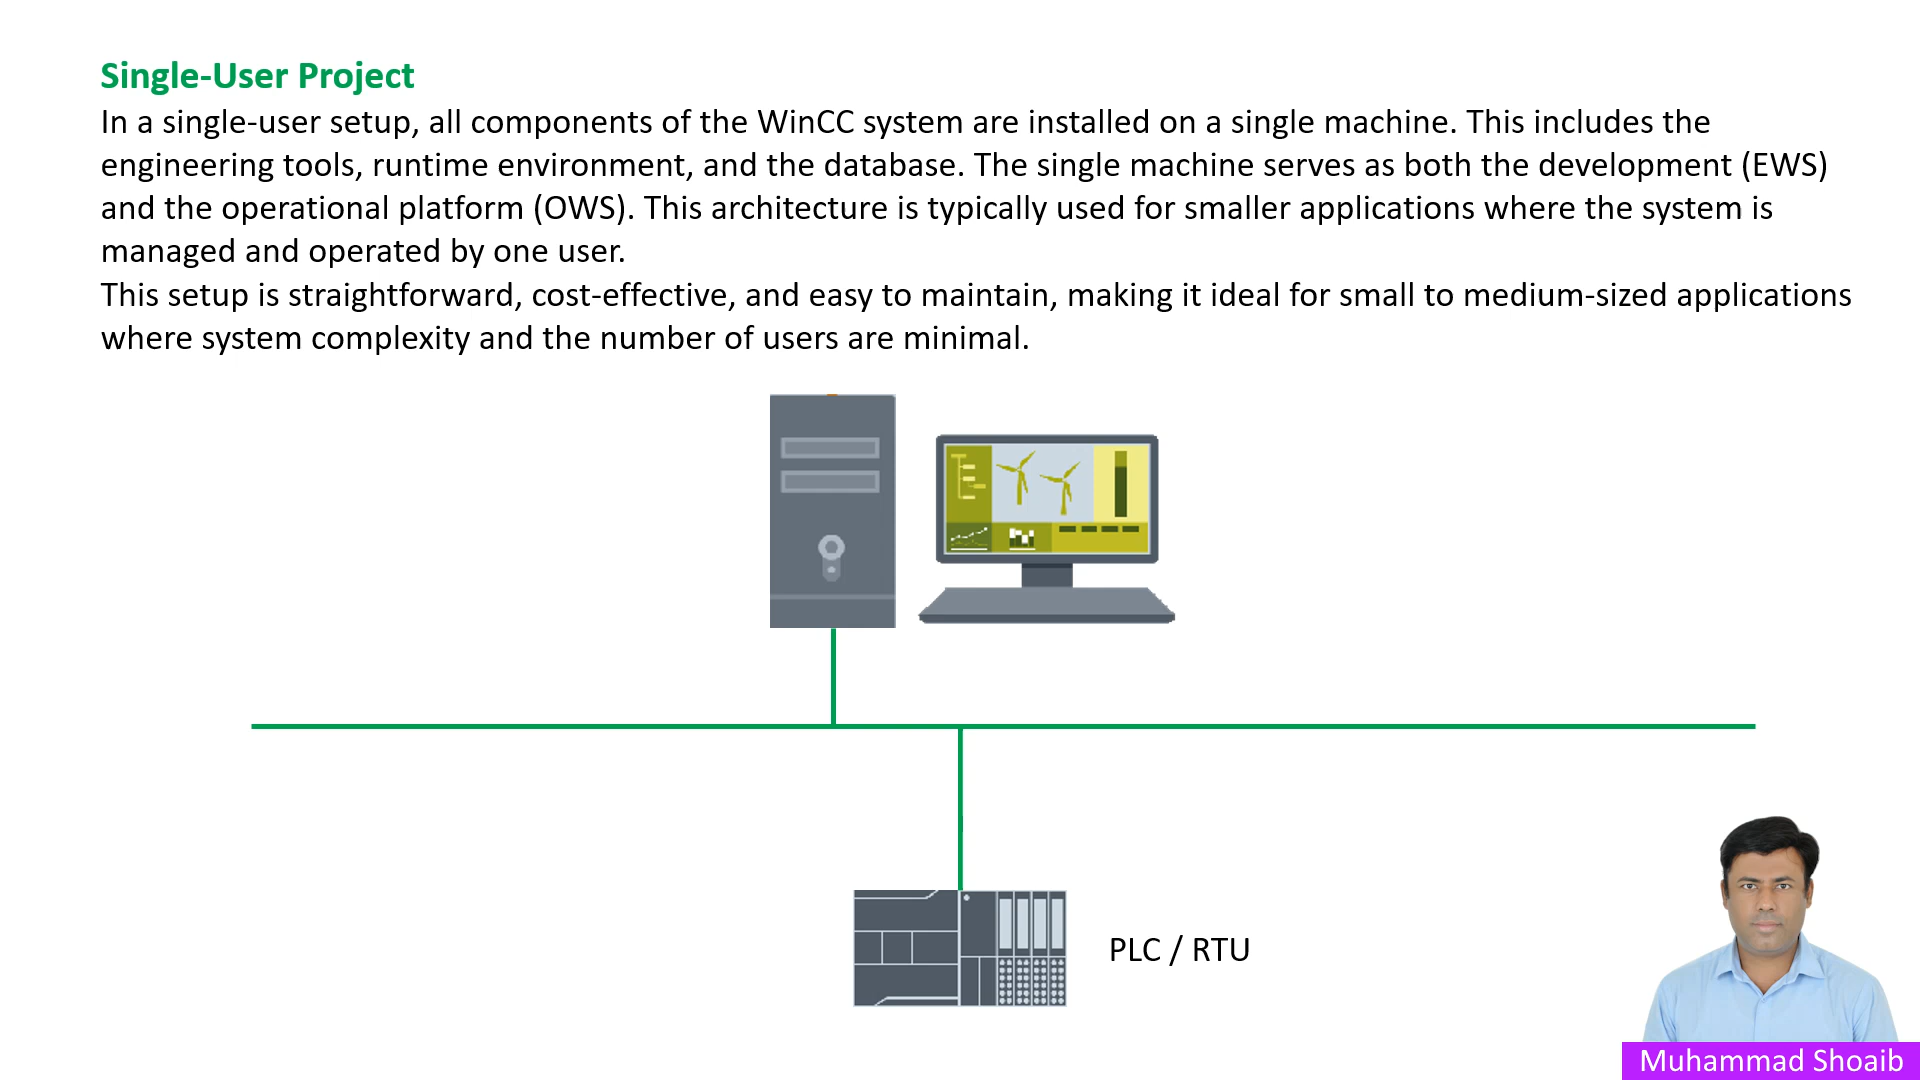 Single-User Project
In a single-user setup, all components of the WinCC system are installed on a single machine. This includes the
engineering tools, runtime environment, and the database. The single machine serves as both the development (EWS)
and the operational platform (OWS). This architecture is typically used for smaller applications where the system is
managed and operated by one user.
This setup is straightforward, cost-effective, and easy to maintain, making it ideal for small to medium-sized applications
where system complexity and the number of users are minimal.
PLC / RTU
Muhammad Shoaib